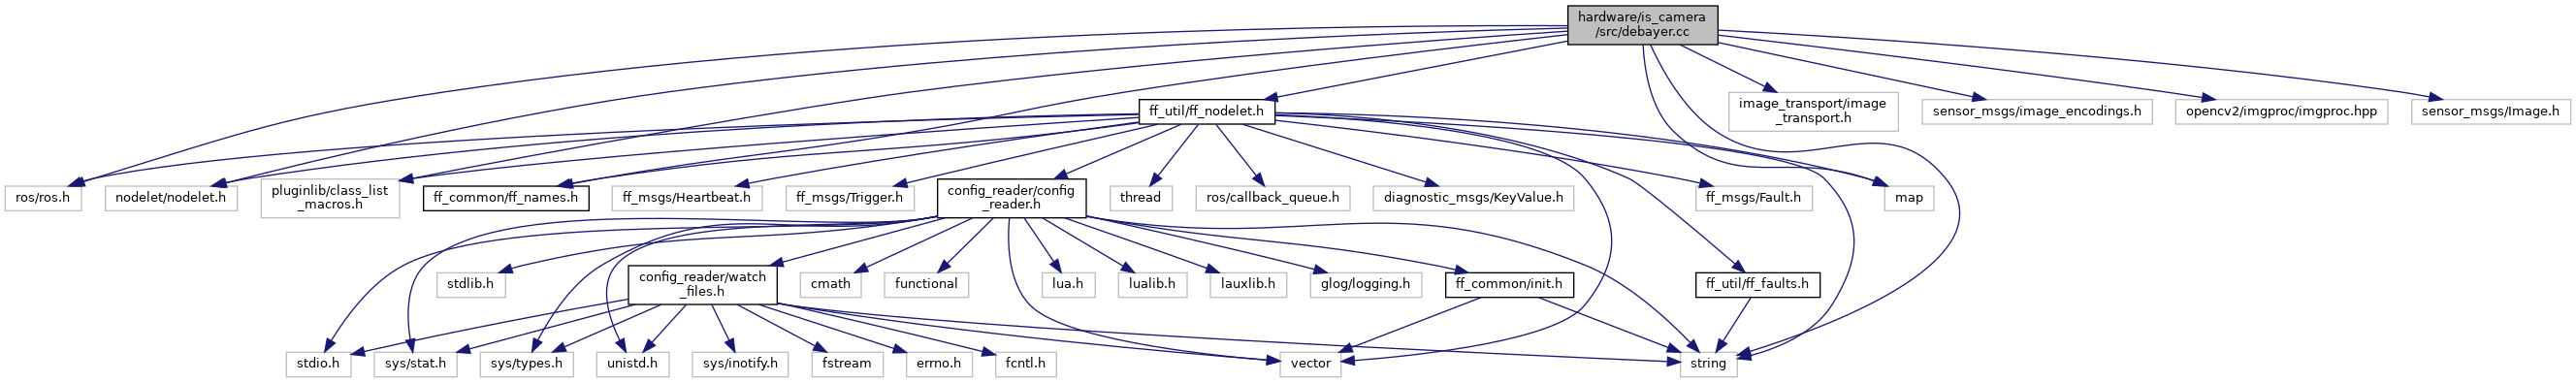 hardware/is_camera
/src/debayer.cc
ff_util/ff_nodelet.h
image_transport/image
_transport.h
sensor_msgs/image_encodings.h
opencv2/imgproc/imgproc.hpp
sensor_msgs/Image.h
ros/ros.h
nodelet/nodelet.h
pluginlib/class_list
_macros.h
ff_common/ff_names.h
ff_msgs/Heartbeat.h
ff_msgs/Trigger.h
config_reader/config
_reader.h
thread
ros/callback_queue.h
diagnostic_msgs/KeyValue.h
ff_msgs/Fault.h
map
stdlib.h
config_reader/watch
_files.h
cmath
functional
lua.h
lualib.h
lauxlib.h
glog/logging.h
ff_common/init.h
ff_util/ff_faults.h
stdio.h
sys/stat.h
sys/types.h
unistd.h
sys/inotify.h
fstream
errno.h
fcntl.h
vector
string